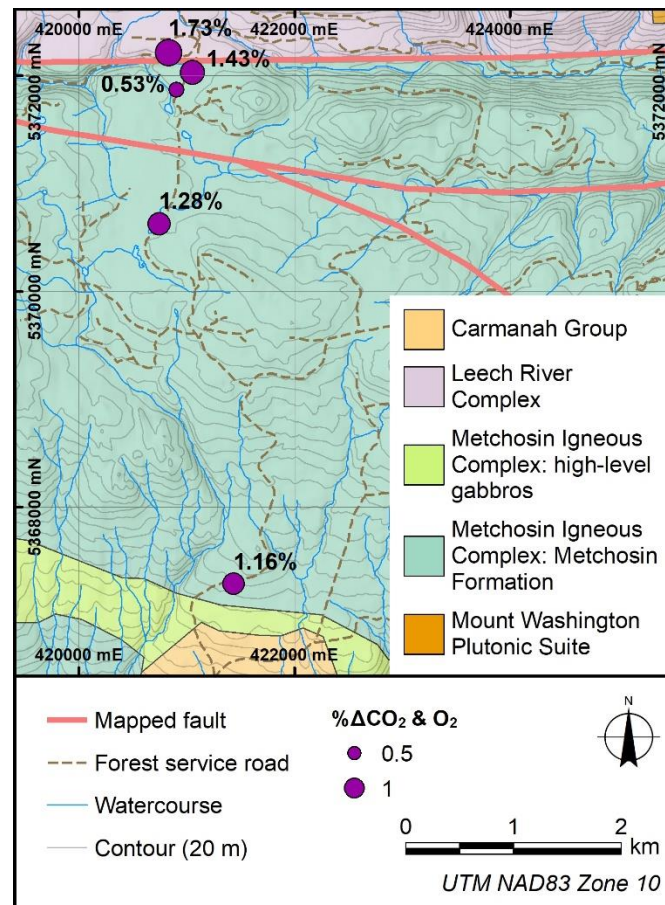 420000 mE
422000 mE
424000 mE
1.73%
1.43%
0.53%
5372000 mN
5372000 mN
1.28%
5370000 mN
5368000 mN
1.16%
420000 mE
422000 mE
Carmanah Group
Leech River
Complex
Metchosin Igneous
Complex: high-level
gabbros
Metchosin Igneous
Complex: Metchosin
Formation
Mount Washington
Plutonic Suite
Mapped fault
Forest service road
Watercourse
Contour (20 m)
%ΔCO₂ & O₂
0.5
1
N
0 1 2
km
UTM NAD83 Zone 10